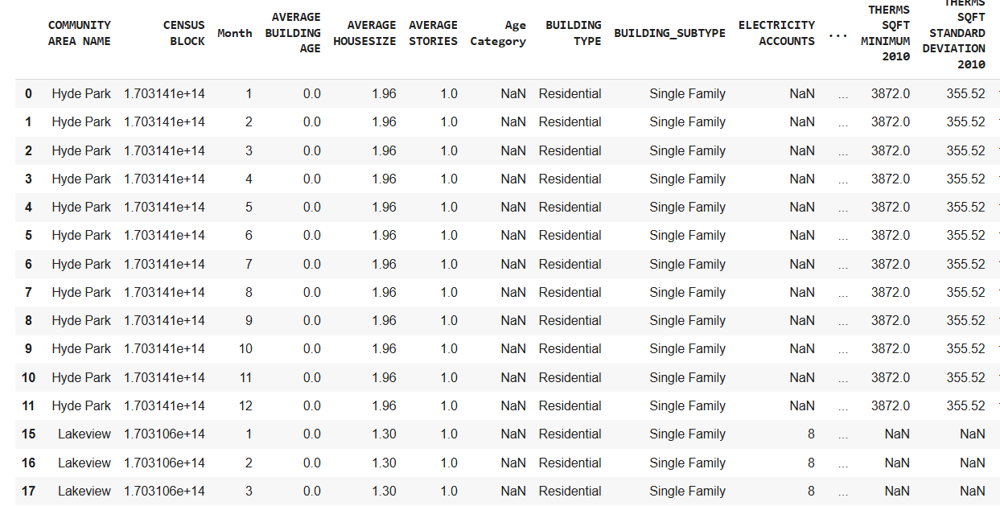 COMMUNITY AREA NAME CENSUS BLOCK Month AVERAGE BUILDING AGE AVERAGE HOUSESIZE AVERAGE STORIES Age Category BUILDING TYPE BUILDING_SUBTYPE ELECTRICITY ACCOUNTS ... THERMS SQFT MINIMUM 2010 THERMS SQFT STANDARD DEVIATION 2010
0 Hyde Park 1.703141e+14 1 0.0 1.96 1.0 NaN Residential Single Family NaN ... 3872.0 355.52
1 Hyde Park 1.703141e+14 2 0.0 1.96 1.0 NaN Residential Single Family NaN ... 3872.0 355.52
2 Hyde Park 1.703141e+14 3 0.0 1.96 1.0 NaN Residential Single Family NaN ... 3872.0 355.52
3 Hyde Park 1.703141e+14 4 0.0 1.96 1.0 NaN Residential Single Family NaN ... 3872.0 355.52
4 Hyde Park 1.703141e+14 5 0.0 1.96 1.0 NaN Residential Single Family NaN ... 3872.0 355.52
5 Hyde Park 1.703141e+14 6 0.0 1.96 1.0 NaN Residential Single Family NaN ... 3872.0 355.52
6 Hyde Park 1.703141e+14 7 0.0 1.96 1.0 NaN Residential Single Family NaN ... 3872.0 355.52
7 Hyde Park 1.703141e+14 8 0.0 1.96 1.0 NaN Residential Single Family NaN ... 3872.0 355.52
8 Hyde Park 1.703141e+14 9 0.0 1.96 1.0 NaN Residential Single Family NaN ... 3872.0 355.52
9 Hyde Park 1.703141e+14 10 0.0 1.96 1.0 NaN Residential Single Family NaN ... 3872.0 355.52
10 Hyde Park 1.703141e+14 11 0.0 1.96 1.0 NaN Residential Single Family NaN ... 3872.0 355.52
11 Hyde Park 1.703141e+14 12 0.0 1.96 1.0 NaN Residential Single Family NaN ... 3872.0 355.52
15 Lakeview 1.703106e+14 1 0.0 1.30 1.0 NaN Residential Single Family 8 ... NaN NaN
16 Lakeview 1.703106e+14 2 0.0 1.30 1.0 NaN Residential Single Family 8 ... NaN NaN
17 Lakeview 1.703106e+14 3 0.0 1.30 1.0 NaN Residential Single Family 8 ... NaN NaN